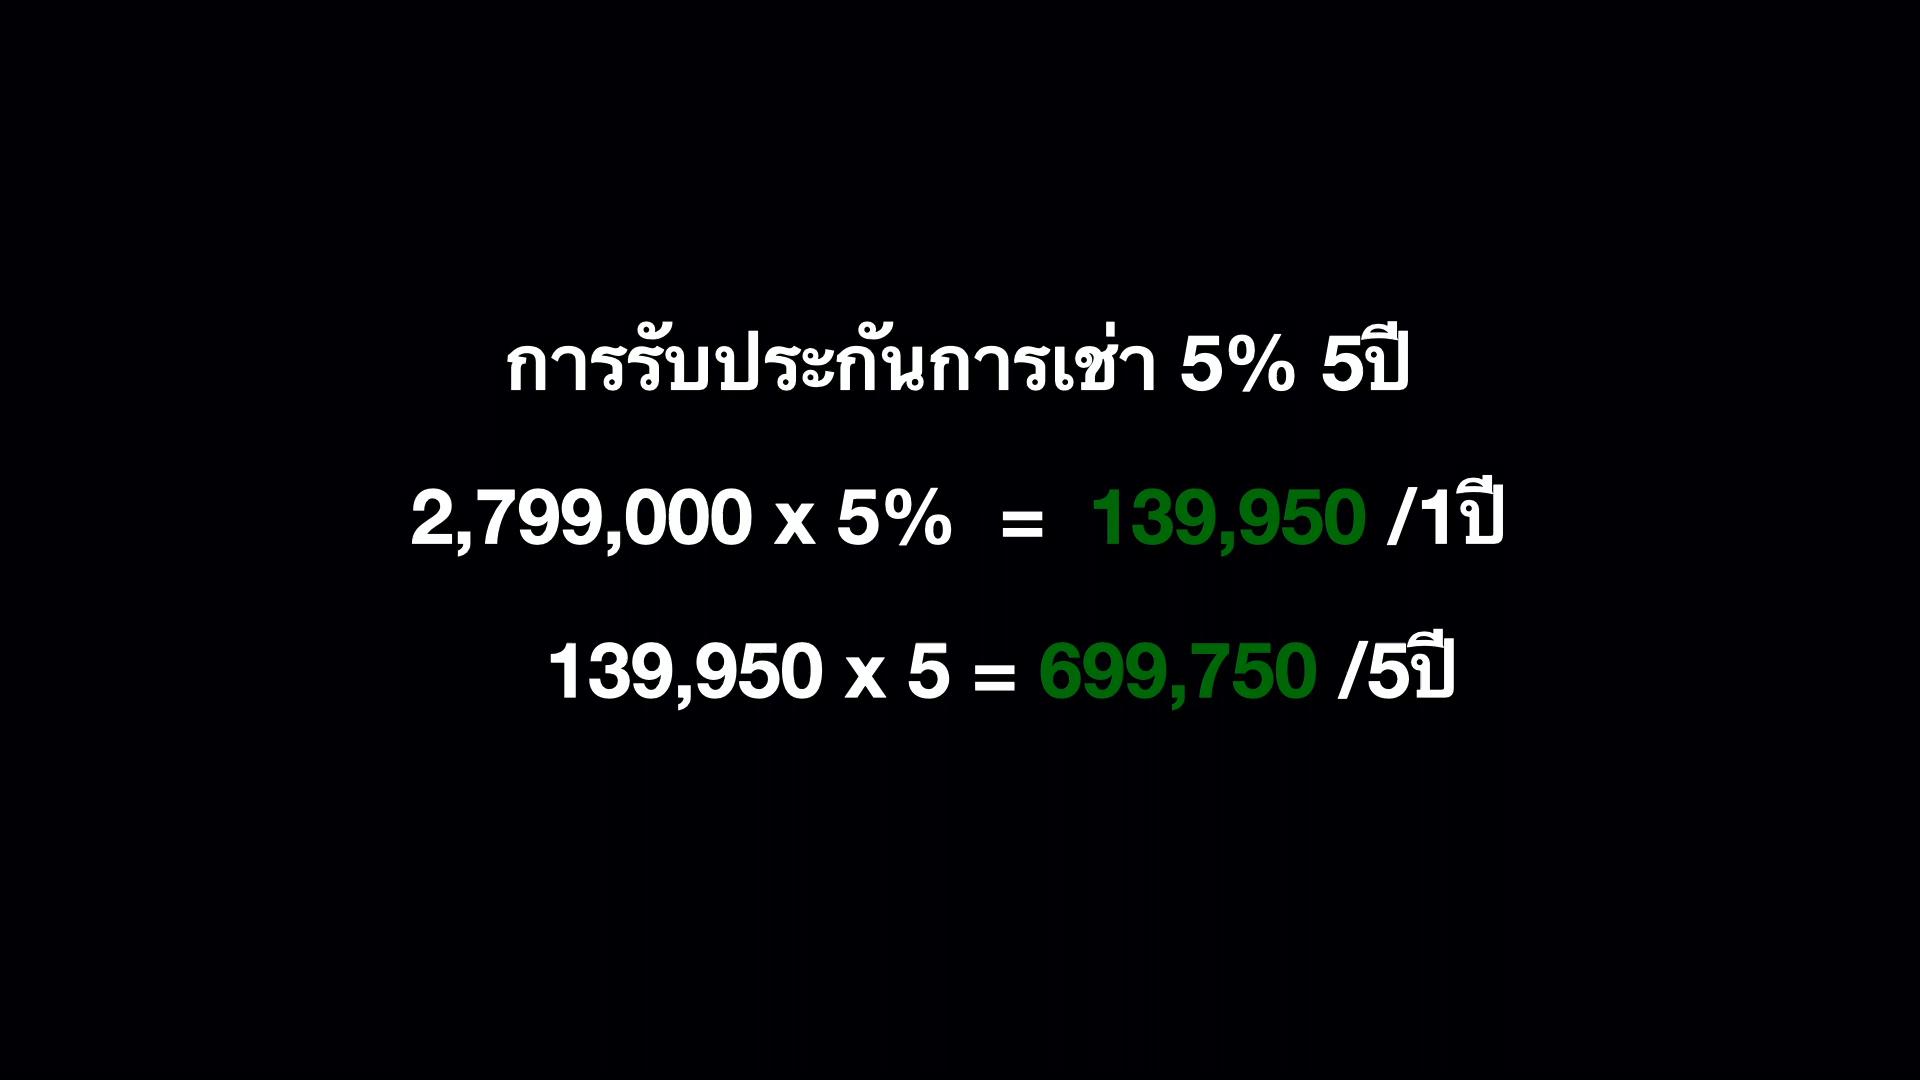 การรับประกันการเช่า 5% 5ปี
2,799,000 x 5% = 139,950 /1ปี
139,950 x 5 = 699,750 /5ปี